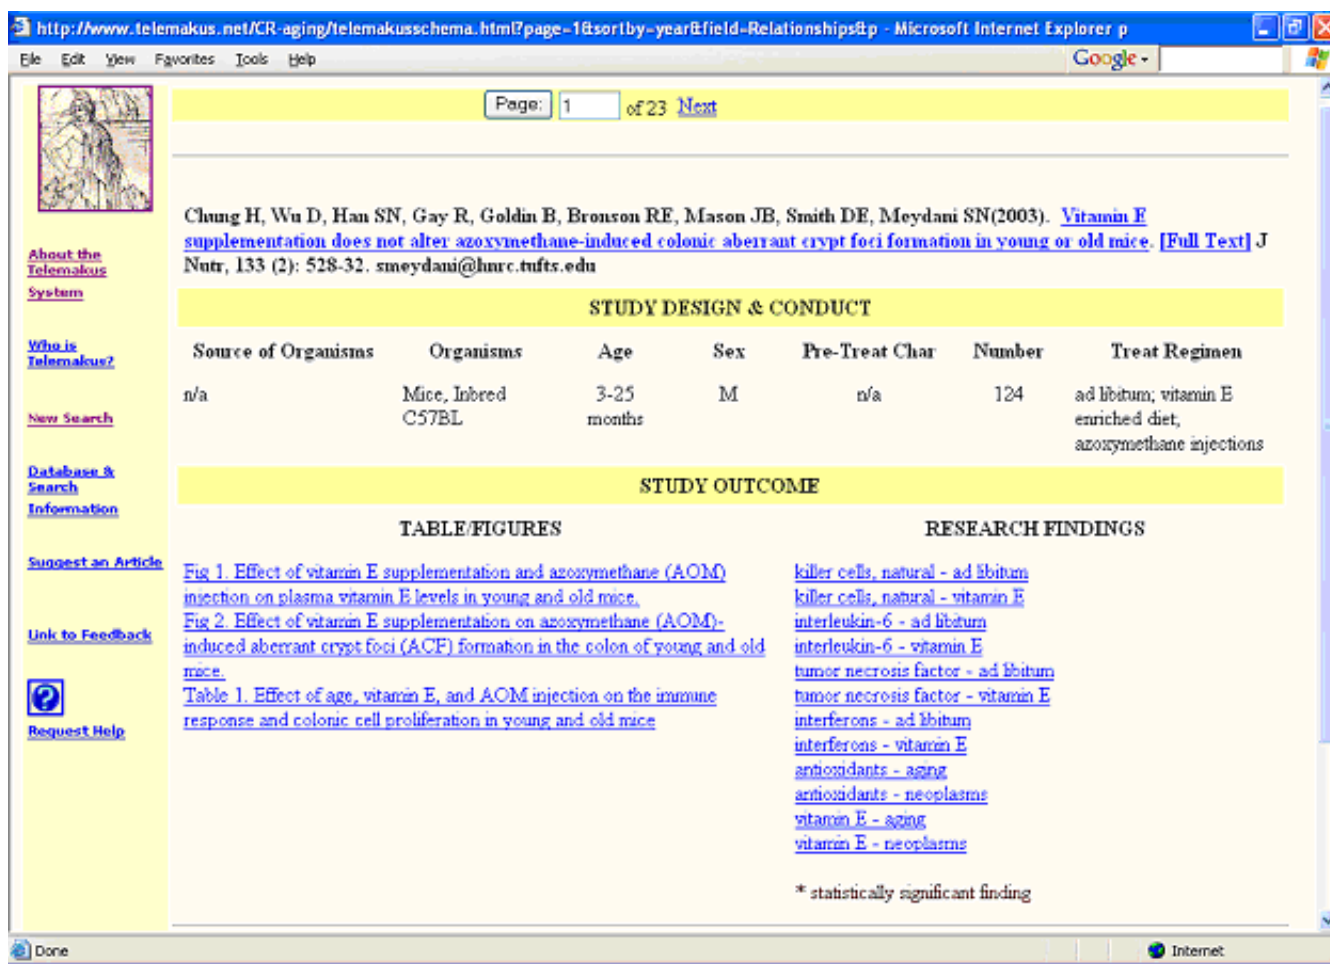 http://www.telemakus.net/CR-aging/telemakusschema.html?page=1&sortby=year&field=Relationships&p - Microsoft Internet Explorer p
File Edit View Favorites Tools Help
Google
Page: 1 of 23 Next
Chung H, Wu D, Han SN, Gay R, Goldin B, Bronson RE, Mason JB, Smith DE, Meydani SN(2003). Vitamin E
supplementation does not alter azoxymethane-induced colonic aberrant crypt foci formation in young or old mice. [Full Text] J
Nutr, 133 (2): 528-32. smeydani@hnrc.tufts.edu
About the
Telemakus
System
Who is
Telemakus?
New Search
Database &
Search
Information
Suggest an Article
Link to Feedback
?
Request Help
STUDY DESIGN & CONDUCT
Source of Organisms Organisms Age Sex Pre-Treat Char Number Treat Regimen
n/a Mice, Inbred 3-25 M n/a 124 ad libitum; vitamin E
C57BL months enriched diet;
azoxymethane injections
STUDY OUTCOME
TABLE/FIGURES
Fig 1. Effect of vitamin E supplementation and azoxymethane (AOM)
injection on plasma vitamin E levels in young and old mice.
Fig 2. Effect of vitamin E supplementation on azoxymethane (AOM)-
induced aberrant crypt foci (ACF) formation in the colon of young and old
mice.
Table 1. Effect of age, vitamin E, and AOM injection on the immune
response and colonic cell proliferation in young and old mice
RESEARCH FINDINGS
killer cells, natural - ad libitum
killer cells, natural - vitamin E
interleukin-6 - ad libitum
interleukin-6 - vitamin E
tumor necrosis factor - ad libitum
tumor necrosis factor - vitamin E
interferons - ad libitum
interferons - vitamin E
antioxidants - aging
antioxidants - neoplasms
vitamin E - aging
vitamin E - neoplasms
* statistically significant finding
Done
Internet